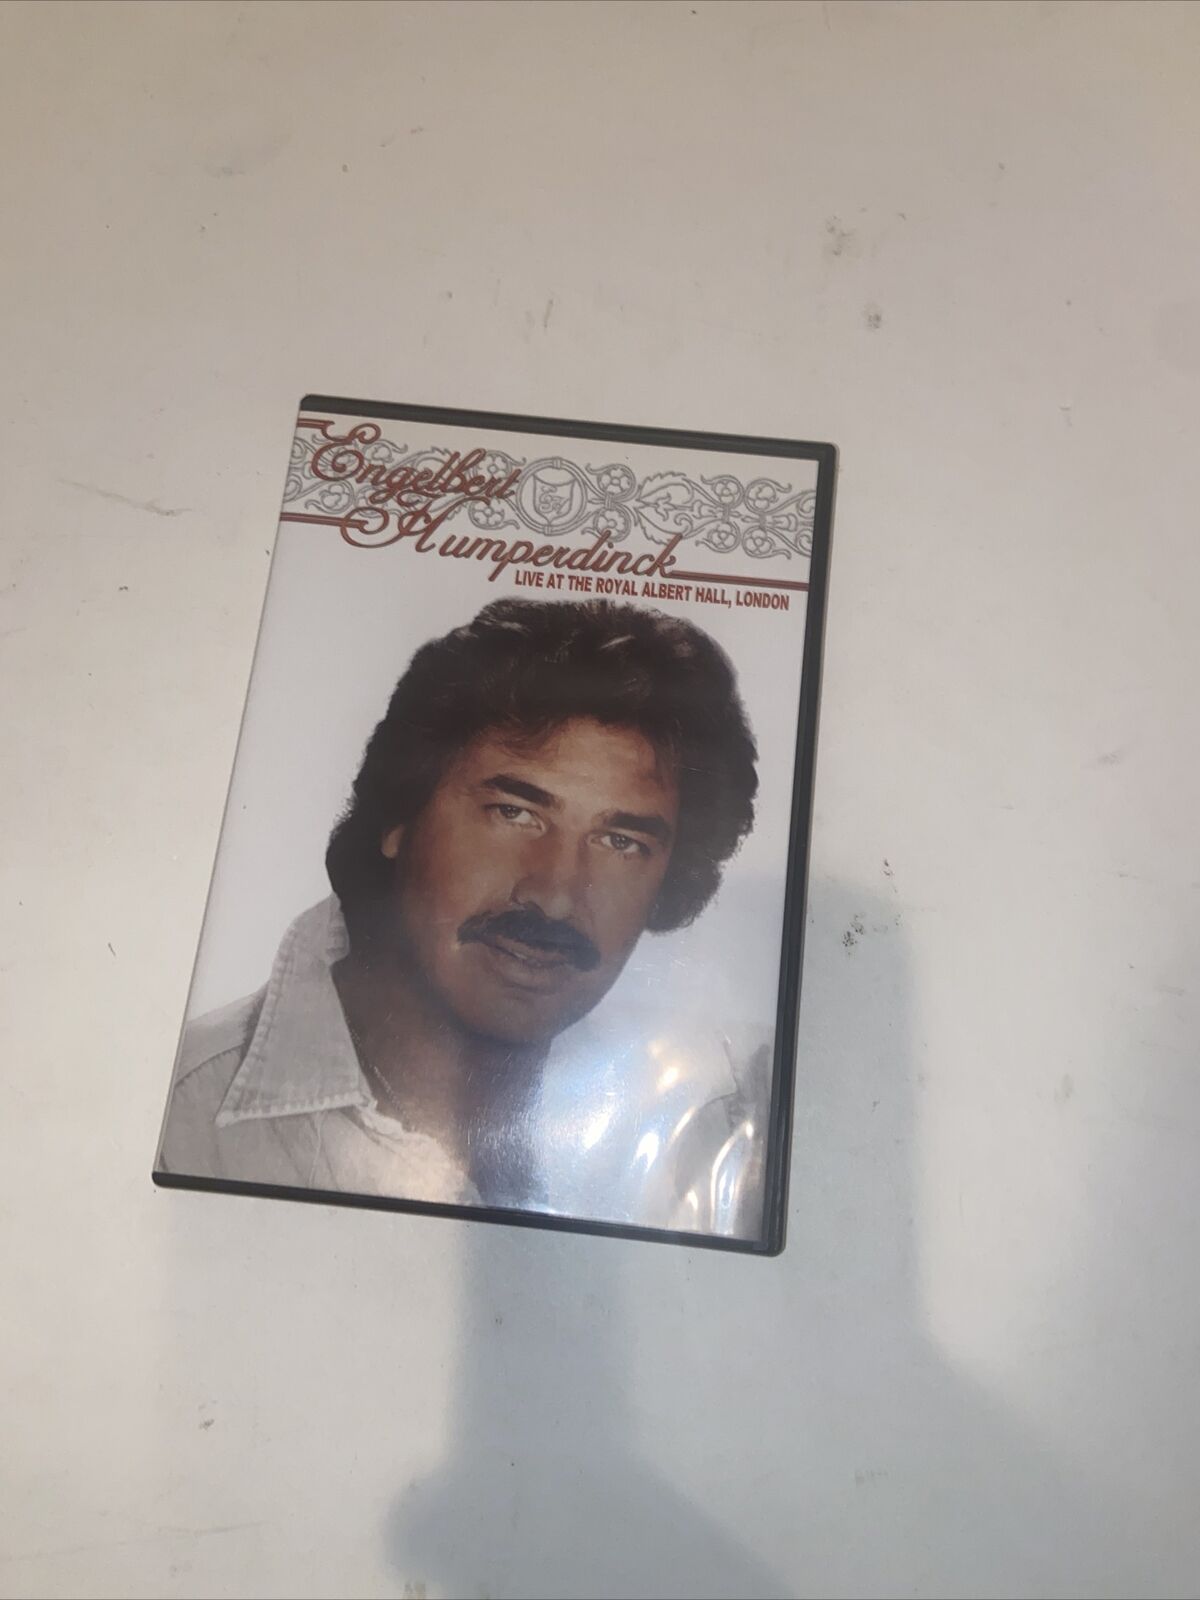 Engelbert
Humperdinck
LIVE AT THE ROYAL ALBERT HALL, LONDON